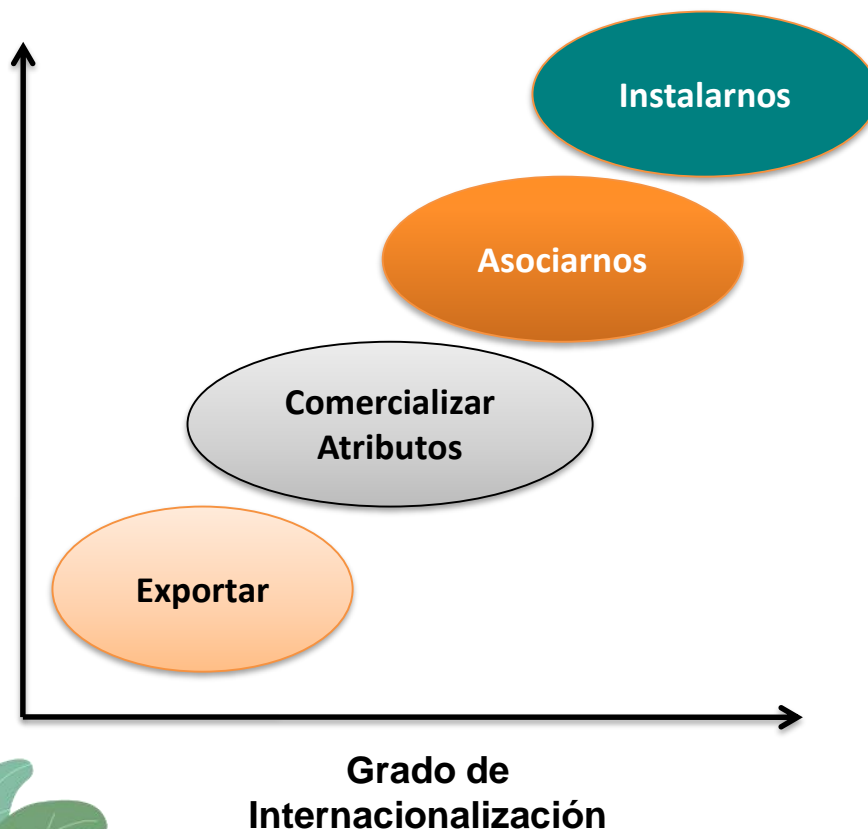 Instalarnos
Asociarnos
Comercializar
Atributos
Exportar
Grado de
Internacionalización